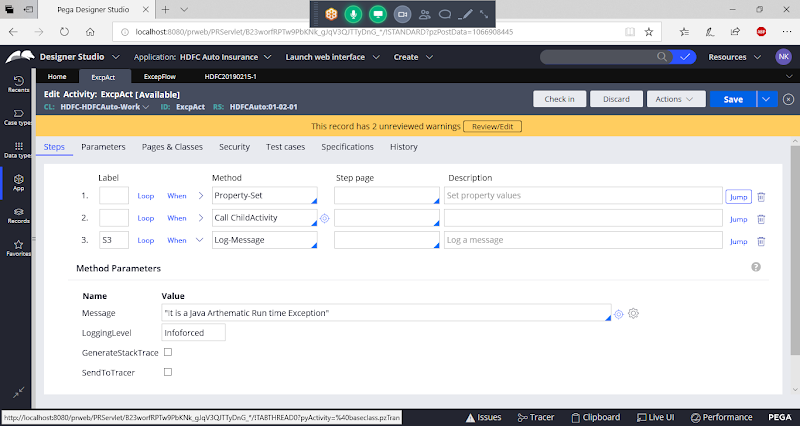 Pega Designer Studio
localhost:8080/prweb/PRServlet/B23worfRPTw9PbKNk_gJqV3QJTTyDnG_*/!STANDARD?pzPostData=1066908445
Designer Studio
Application: HDFC Auto Insurance
Launch web interface
Create
Resources
NK
Recents
Case types
Data types
App
Records
Favorites
Home
ExcpAct
ExcepFlow
HDFC20190215-1
Edit Activity: ExcpAct [Available]
CL: HDFC-HDFCAuto-Work ID: ExcpAct RS: HDFCAuto:01-02-01
Check in
Discard
Actions
Save
This record has 2 unreviewed warnings Review/Edit
Steps Parameters Pages & Classes Security Test cases Specifications History
Label Method Step page Description
1. Loop When Property-Set Set property values Jump
2. Loop When Call ChildActivity Jump
3. S3 Loop When Log-Message Log a message Jump
Method Parameters
Name Value
Message "It is a Java Arthematic Run time Exception"
LoggingLevel Infoforced
GenerateStackTrace
SendToTracer
http://localhost:8080/prweb/PRServlet/B23worfRPTw9PbKNk_gJqV3QJTTyDnG_*/!TABTHREAD0?pyActivity=%40baseclass.pzTran
Issues Tracer Clipboard Live UI Performance PEGA